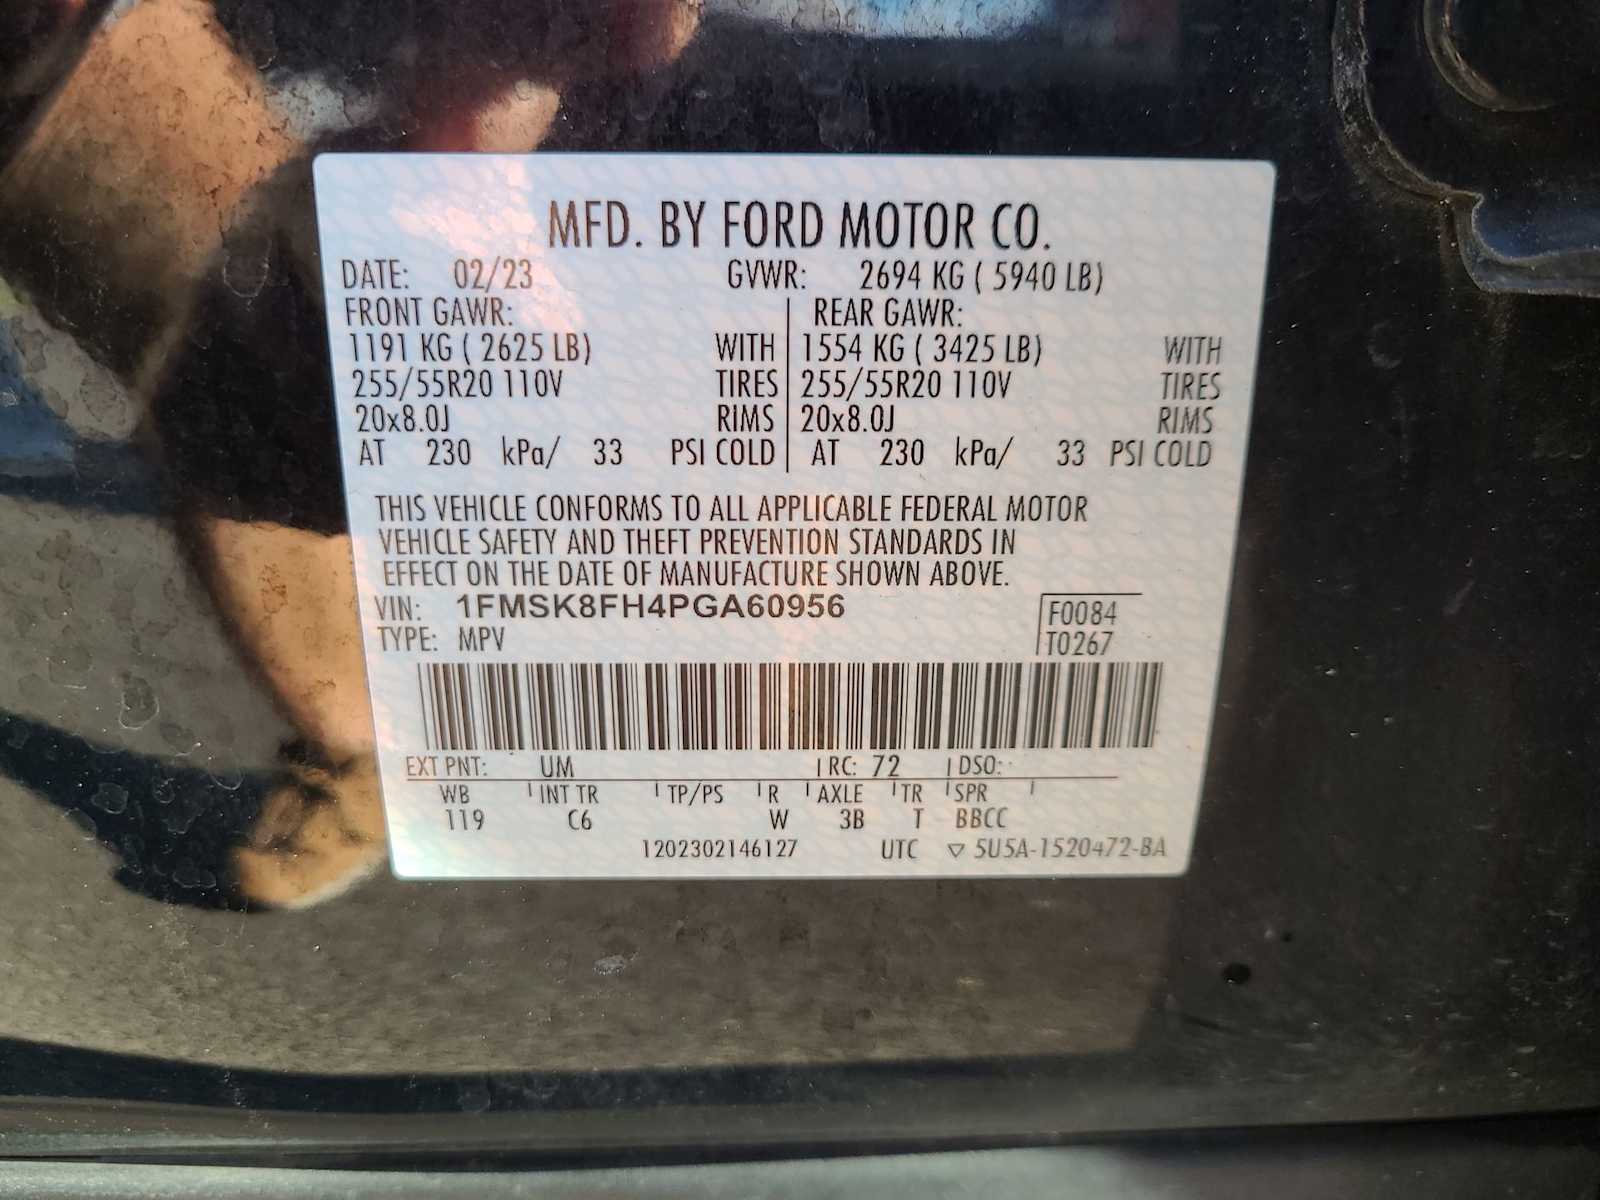 MFD. BY FORD MOTOR CO.
DATE: 02/23 GVWR: 2694 KG ( 5940 LB)
FRONT GAWR: REAR GAWR:
1191 KG ( 2625 LB) WITH 1554 KG ( 3425 LB) WITH
255/55R20 110V TIRES 255/55R20 110V TIRES
20x8.0J RIMS 20x8.0J RIMS
AT 230 kPa/ 33 PSI COLD AT 230 kPa/ 33 PSI COLD
THIS VEHICLE CONFORMS TO ALL APPLICABLE FEDERAL MOTOR
VEHICLE SAFETY AND THEFT PREVENTION STANDARDS IN
EFFECT ON THE DATE OF MANUFACTURE SHOWN ABOVE.
VIN: 1FMSK8FH4PGA60956 F0084
TYPE: MPV T0267
EXT PNT: UM RC: 72 DSO:
WB INT TR TP/PS R AXLE TR SPR
119 C6 W 3B T BBCC
1202302146127 UTC ▽ 5U5A-1520472-BA